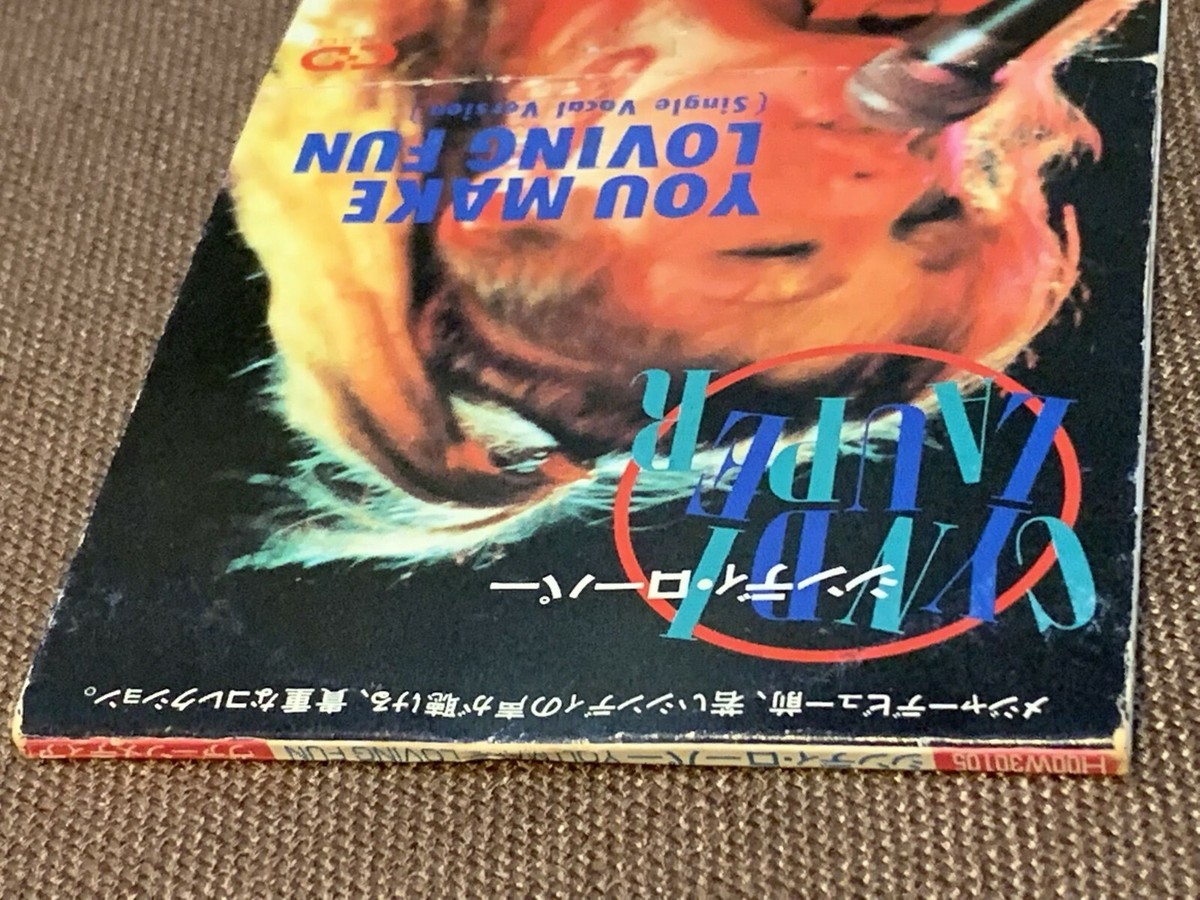 メジャーデビュー前、若いシンディの声が聴ける、貴重なコレクション。
シンディ・ローパー
CYNDI
LAUPER
YOU MAKE
LOVING FUN
(Single Vocal Version)
CD
H00W30105 シンディ・ローパー YOU MAKE LOVING FUN